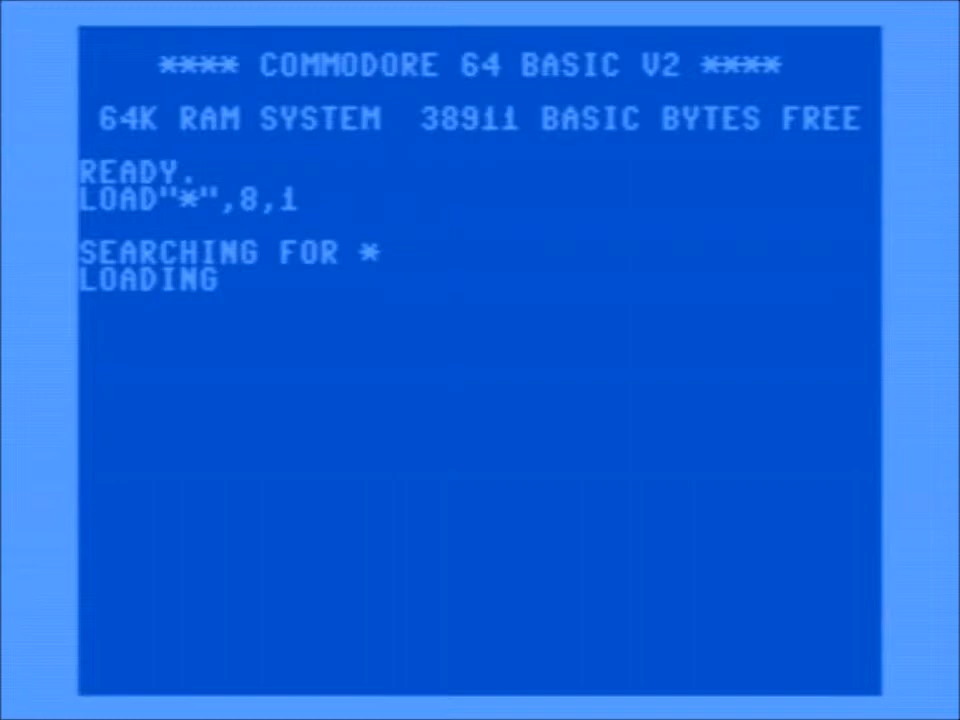 **** COMMODORE 64 BASIC V2 ****
64K RAM SYSTEM  38911 BASIC BYTES FREE
READY.
LOAD"*",8,1
SEARCHING FOR *
LOADING